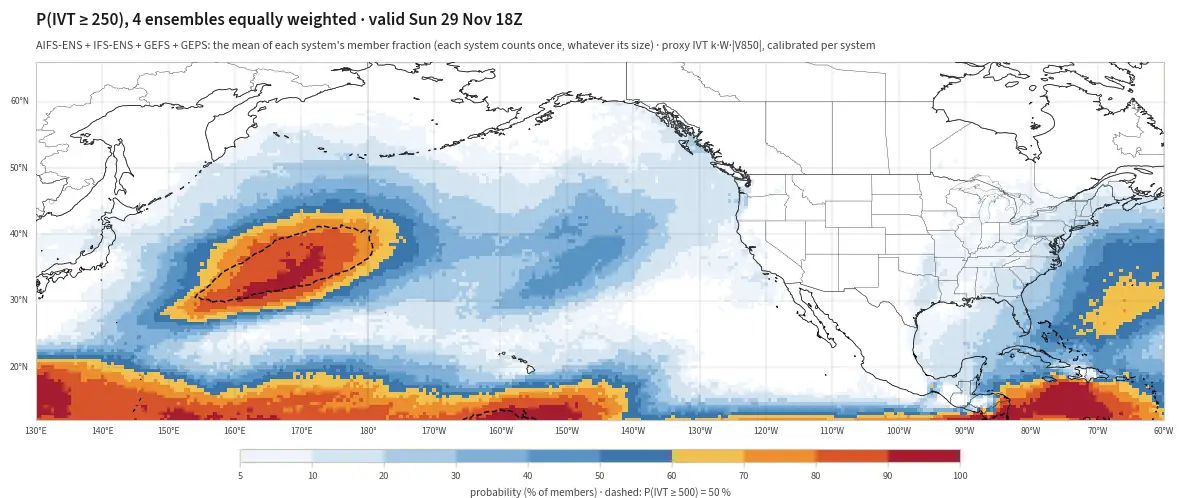 P(IVT ≥ 250), 4 ensembles equally weighted · valid Sun 29 Nov 18Z
AIFS-ENS + IFS-ENS + GEFS + GEPS: the mean of each system's member fraction (each system counts once, whatever its size) · proxy IVT k·W·|V850|, calibrated per system
60°N
50°N
40°N
30°N
20°N
130°E 140°E 150°E 160°E 170°E 180° 170°W 160°W 150°W 140°W 130°W 120°W 110°W 100°W 90°W 80°W 70°W 60°W
5 10 20 30 40 50 60 70 80 90 100
probability (% of members) · dashed: P(IVT ≥ 500) = 50 %